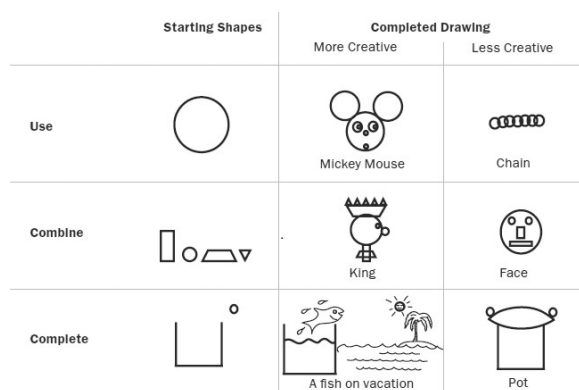 Starting Shapes
Completed Drawing
More Creative
Less Creative
Use
Mickey Mouse
Chain
Combine
King
Face
Complete
A fish on vacation
Pot